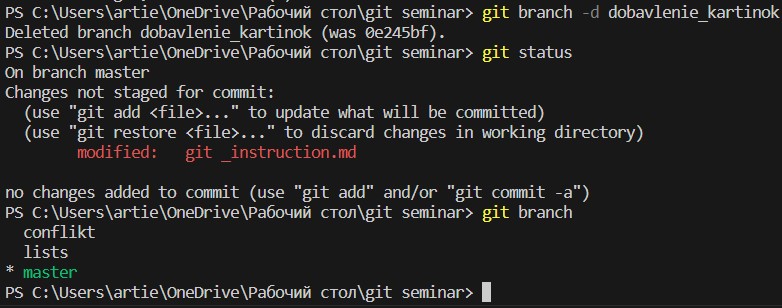 PS C:\Users\artie\OneDrive\Рабочий стол\git seminar> git branch -d dobavlenie_kartinok
Deleted branch dobavlenie_kartinok (was 0e245bf).
PS C:\Users\artie\OneDrive\Рабочий стол\git seminar> git status
On branch master
Changes not staged for commit:
  (use "git add <file>..." to update what will be committed)
  (use "git restore <file>..." to discard changes in working directory)
        modified:   git _instruction.md

no changes added to commit (use "git add" and/or "git commit -a")
PS C:\Users\artie\OneDrive\Рабочий стол\git seminar> git branch
  conflikt
  lists
* master
PS C:\Users\artie\OneDrive\Рабочий стол\git seminar>